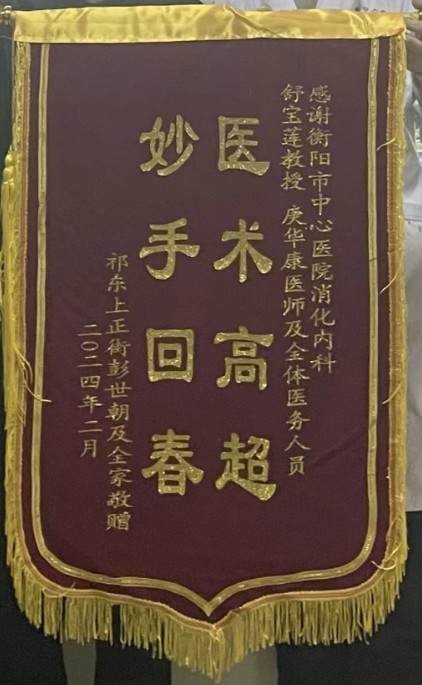 感谢衡阳市中心医院消化内科
舒宝莲教授 庚华康医师及全体医务人员
医术高超
妙手回春
祁东上正街彭世朝及全家敬赠
二〇二四年二月